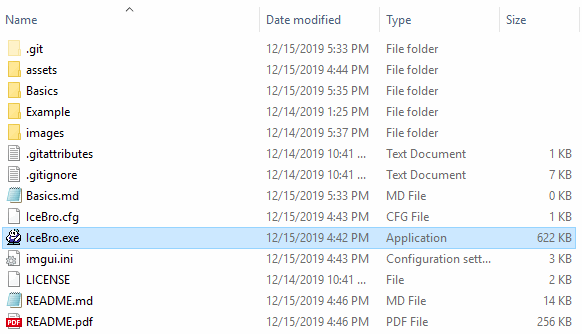 Name Date modified Type Size
.git 12/15/2019 5:33 PM File folder
assets 12/15/2019 4:44 PM File folder
Basics 12/15/2019 5:35 PM File folder
Example 12/14/2019 1:25 PM File folder
images 12/14/2019 5:37 PM File folder
.gitattributes 12/14/2019 10:41 ... Text Document 1 KB
.gitignore 12/14/2019 10:41 ... Text Document 7 KB
Basics.md 12/15/2019 5:33 PM MD File 0 KB
IceBro.cfg 12/15/2019 4:43 PM CFG File 1 KB
IceBro.exe 12/15/2019 4:42 PM Application 622 KB
imgui.ini 12/15/2019 4:43 PM Configuration sett... 3 KB
LICENSE 12/14/2019 10:41 ... File 2 KB
README.md 12/15/2019 4:46 PM MD File 14 KB
PDF README.pdf 12/15/2019 4:46 PM PDF File 256 KB